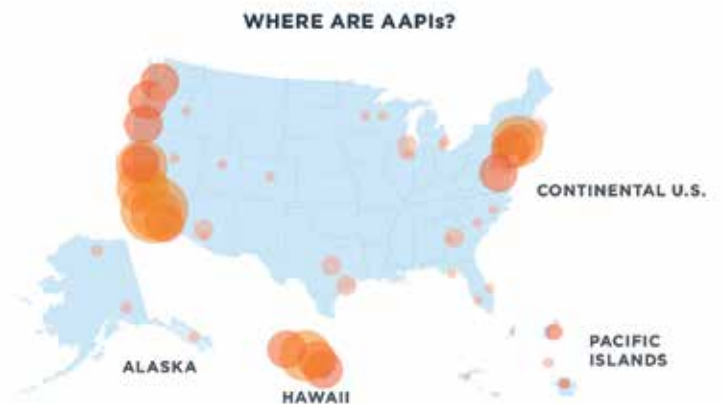 WHERE ARE AAPIs?
CONTINENTAL U.S.
ALASKA
HAWAII
PACIFIC
ISLANDS